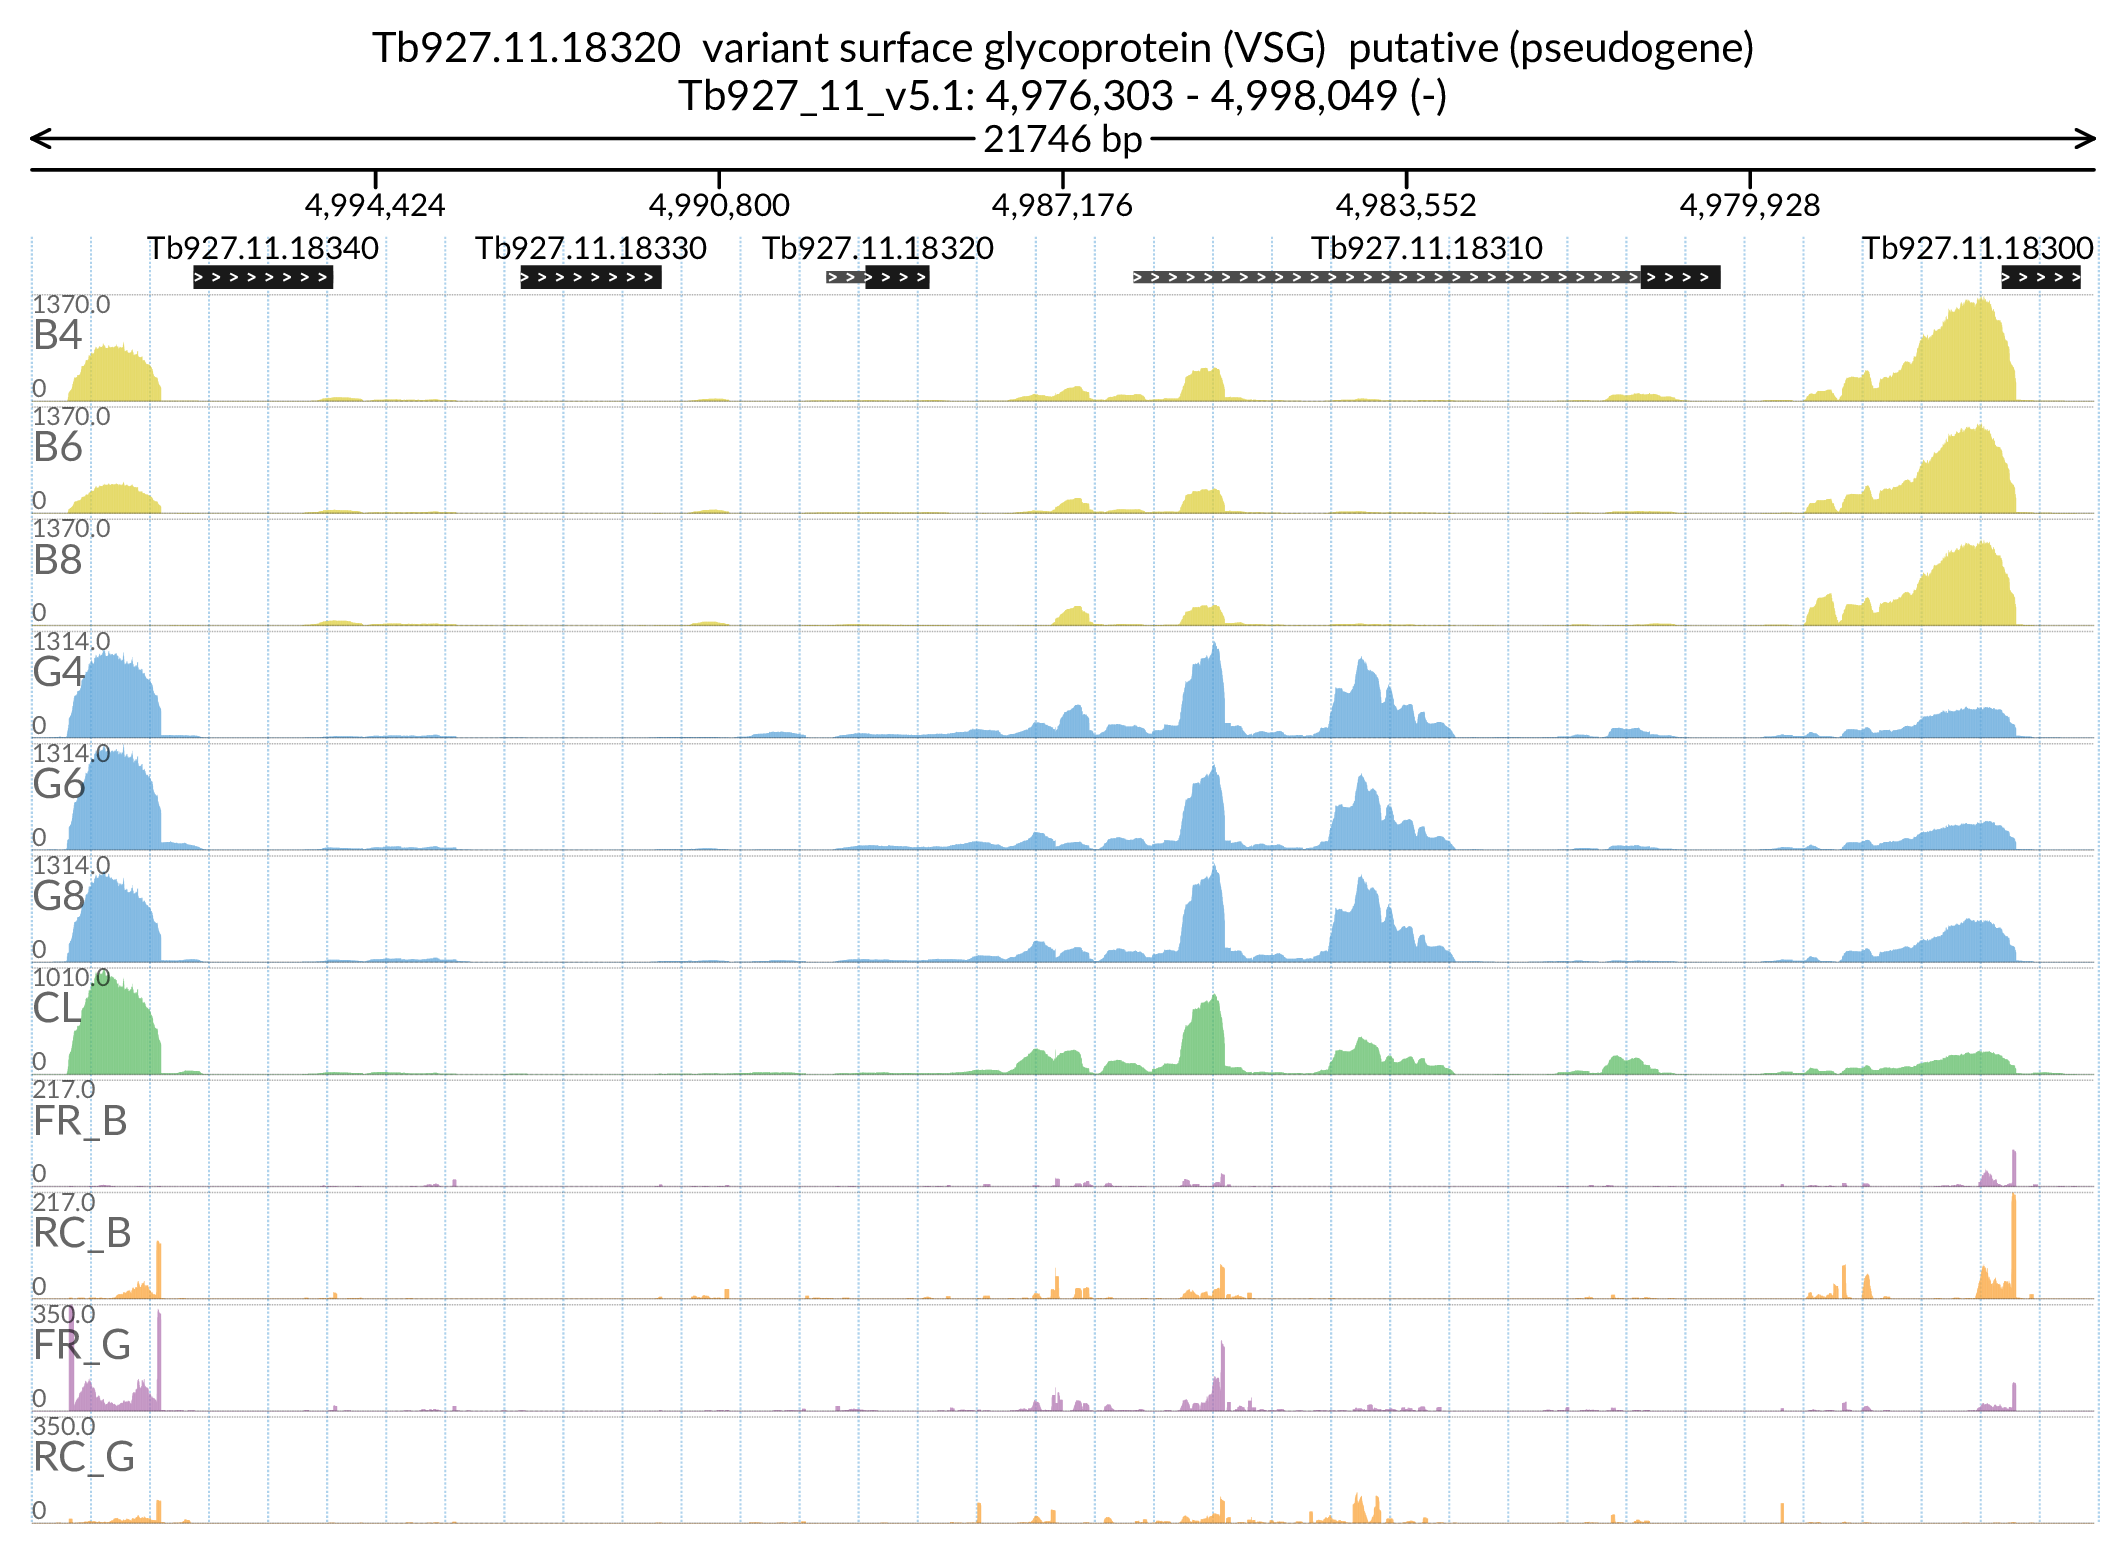 Tb927.11.18320 variant surface glycoprotein (VSG) putative (pseudogene)
Tb927_11_v5.1: 4,976,303 - 4,998,049 (-)
21746 bp
4,994,424 4,990,800 4,987,176 4,983,552 4,979,928
Tb927.11.18340 Tb927.11.18330 Tb927.11.18320 Tb927.11.18310 Tb927.11.18300
1370.0
B4
0
1370.0
B6
0
1370.0
B8
0
1314.0
G4
0
1314.0
G6
0
1314.0
G8
0
1010.0
CL
0
217.0
FR_B
0
217.0
RC_B
0
350.0
FR_G
0
350.0
RC_G
0